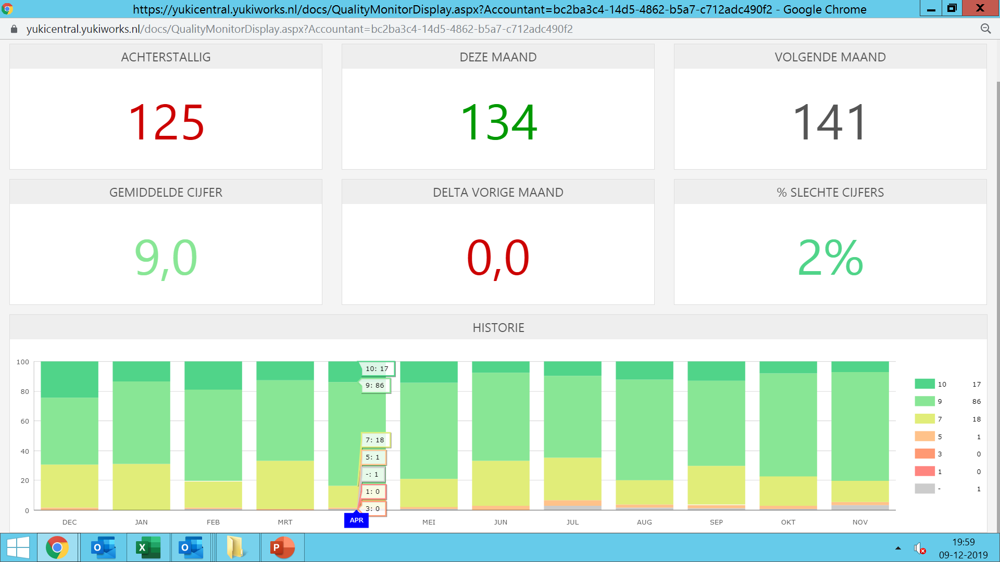 https://yukicentral.yukiworks.nl/docs/QualityMonitorDisplay.aspx?Accountant=bc2ba3c4-14d5-4862-b5a7-c712adc490f2 - Google Chrome
yukicentral.yukiworks.nl/docs/QualityMonitorDisplay.aspx?Accountant=bc2ba3c4-14d5-4862-b5a7-c712adc490f2
ACHTERSTALLIG
125
DEZE MAAND
134
VOLGENDE MAAND
141
GEMIDDELDE CIJFER
9,0
DELTA VORIGE MAAND
0,0
% SLECHTE CIJFERS
2%
HISTORIE
100
80
60
40
20
0
10: 17
9: 86
7: 18
5: 1
-: 1
1: 0
3: 0
DEC
JAN
FEB
MRT
APR
MEI
JUN
JUL
AUG
SEP
OKT
NOV
10 17
9 86
7 18
5 1
3 0
1 0
- 1
O
X
O
P
19:59
09-12-2019